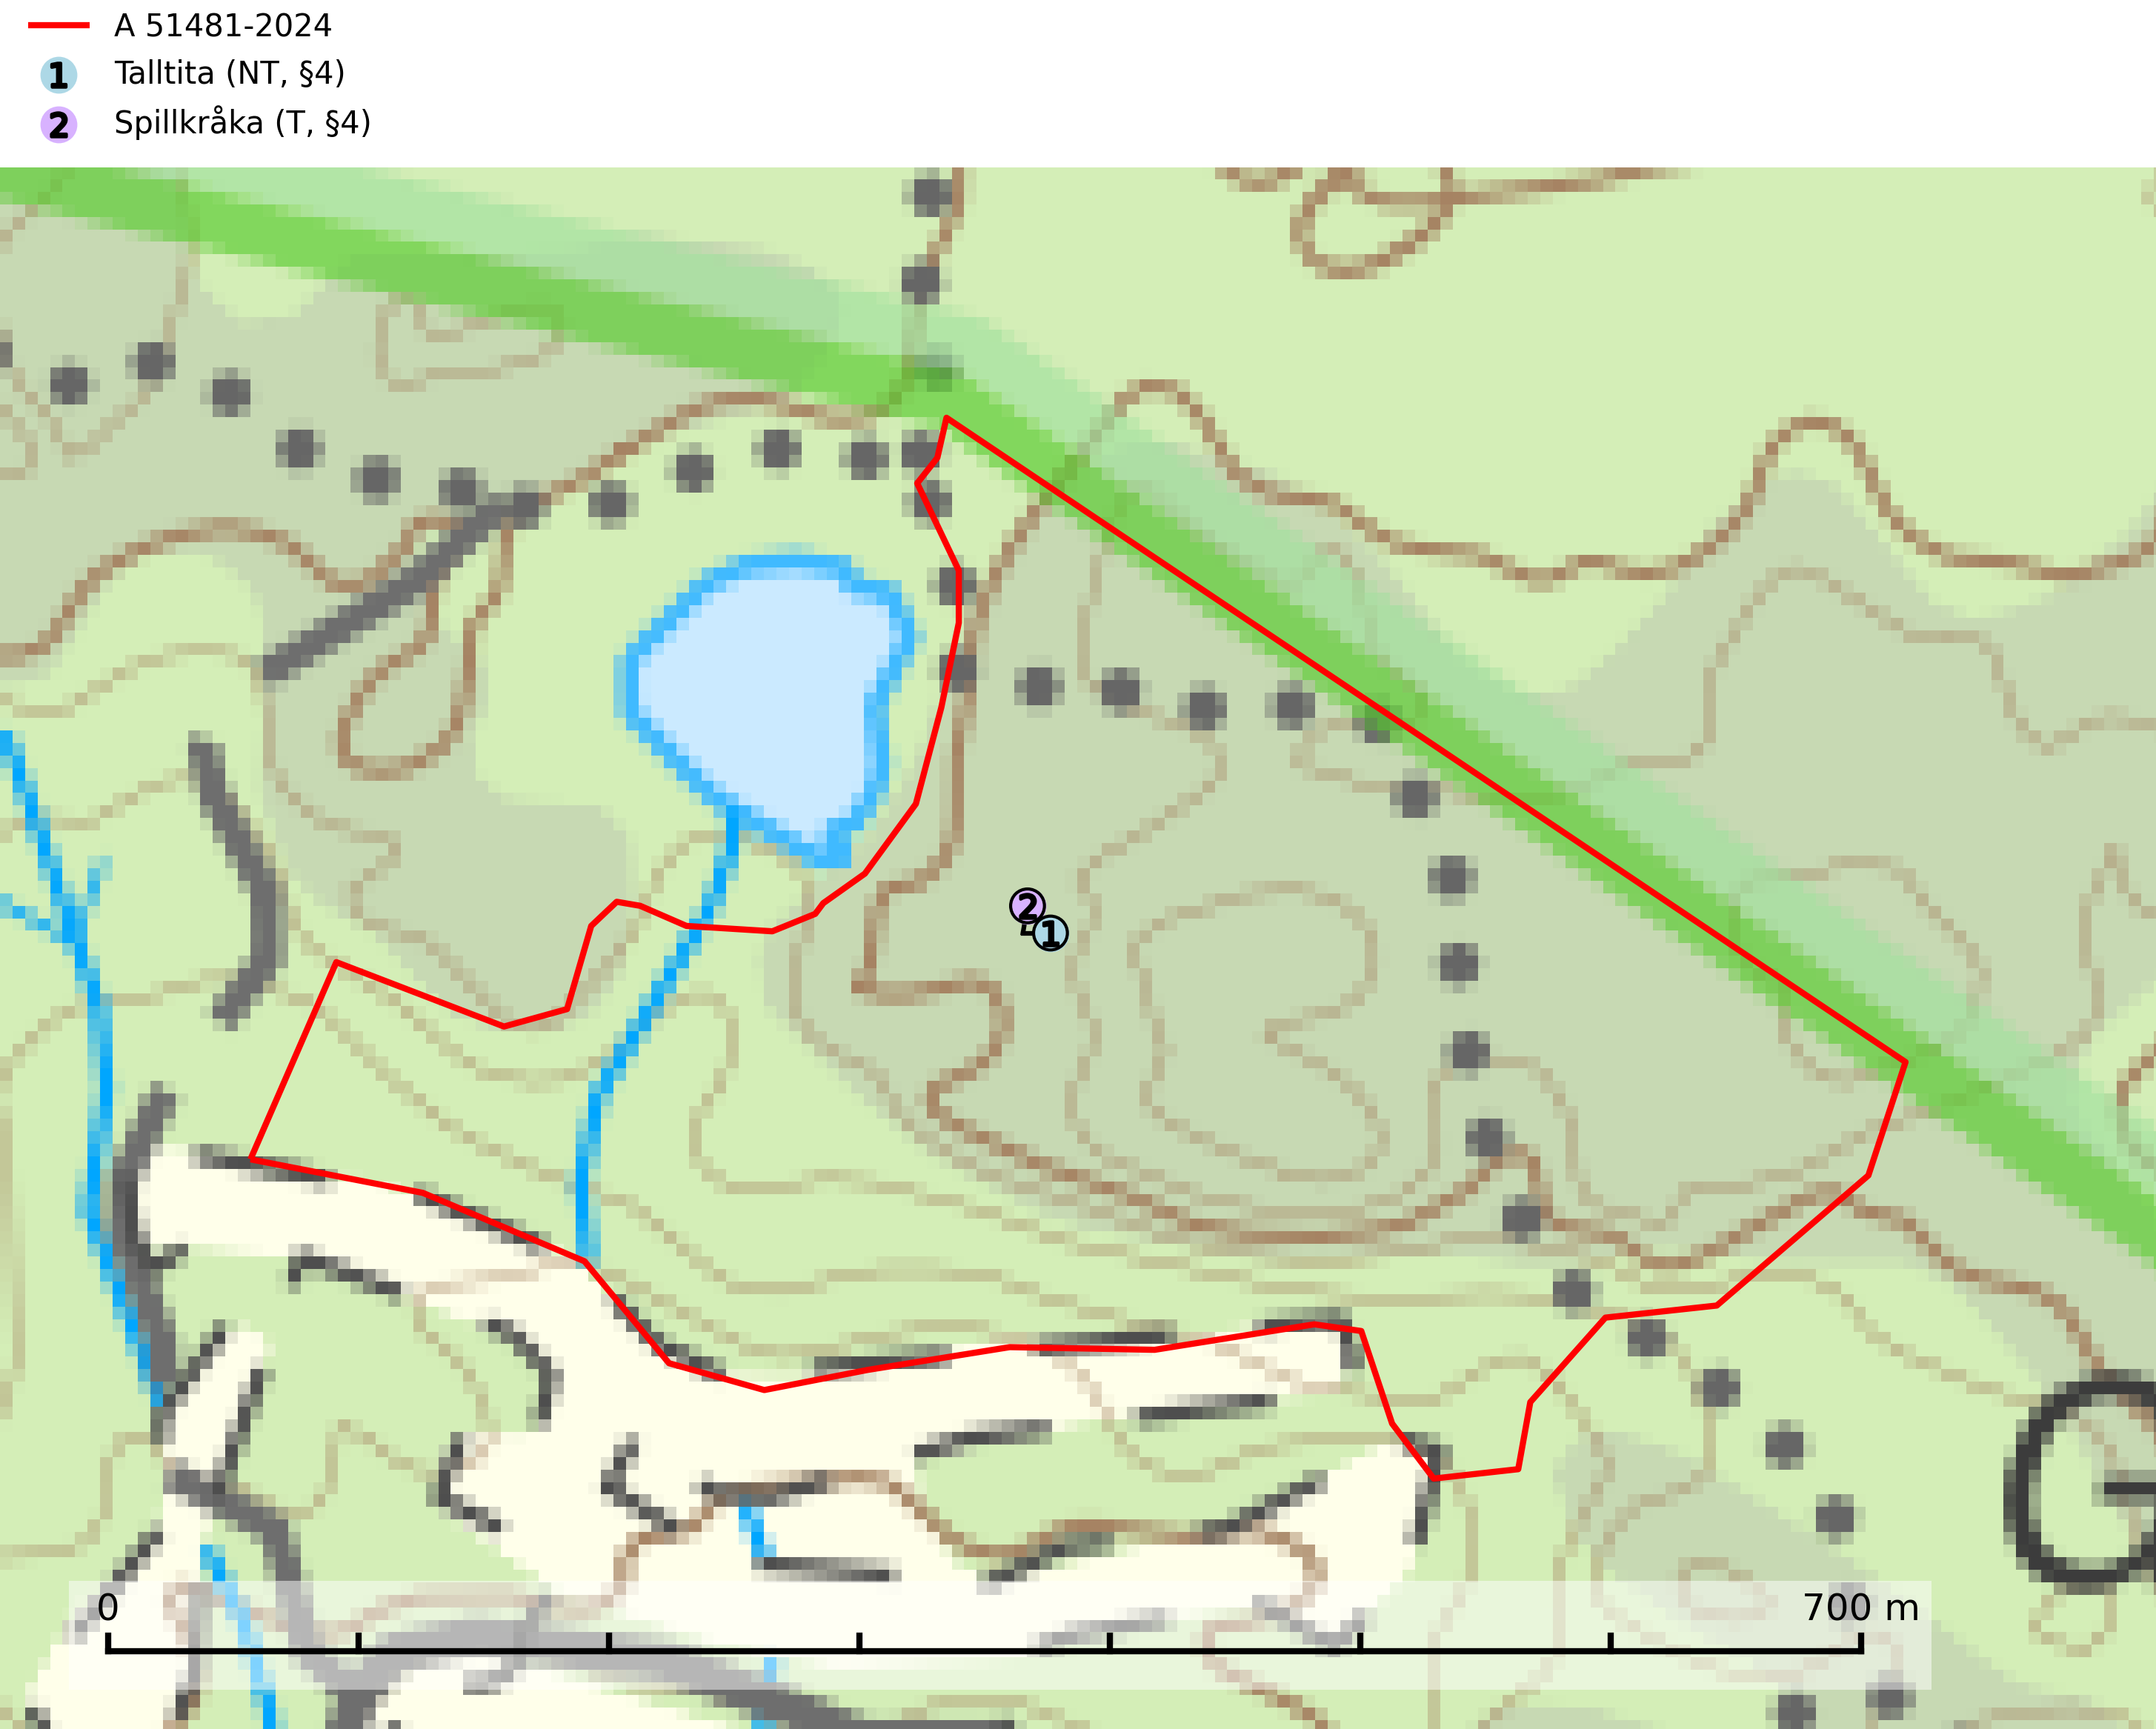 A 51481-2024
1 Talltita (NT, §4)
2 Spillkråka (T, §4)
2
1
0 700 m